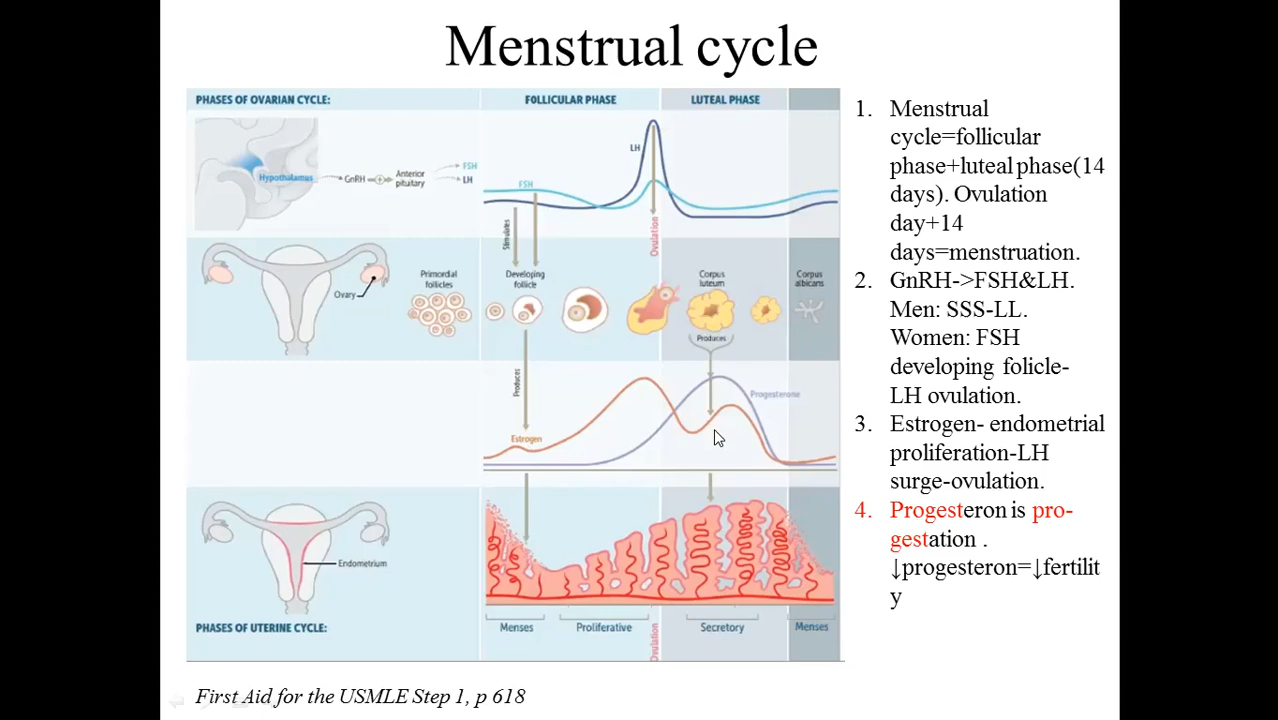 Menstrual cycle
PHASES OF OVARIAN CYCLE:
FOLLICULAR PHASE
LUTEAL PHASE
Hypothalamus
GnRH
Anterior
pituitary
FSH
LH
FSH
LH
Stimulates
Ovulation
Ovary
Primordial
follicles
Developing
follicle
Corpus
luteum
Corpus
albicans
Produces
Produces
Estrogen
Progesterone
Endometrium
PHASES OF UTERINE CYCLE:
Menses
Proliferative
Ovulation
Secretory
Menses
1. Menstrual
cycle=follicular
phase+luteal phase(14
days). Ovulation
day+14
days=menstruation.
2. GnRH->FSH&LH.
Men: SSS-LL.
Women: FSH
developing folicle-
LH ovulation.
3. Estrogen- endometrial
proliferation-LH
surge-ovulation.
4. Progesteron is pro-
gestation .
↓progesteron=↓fertilit
y
First Aid for the USMLE Step 1, p 618